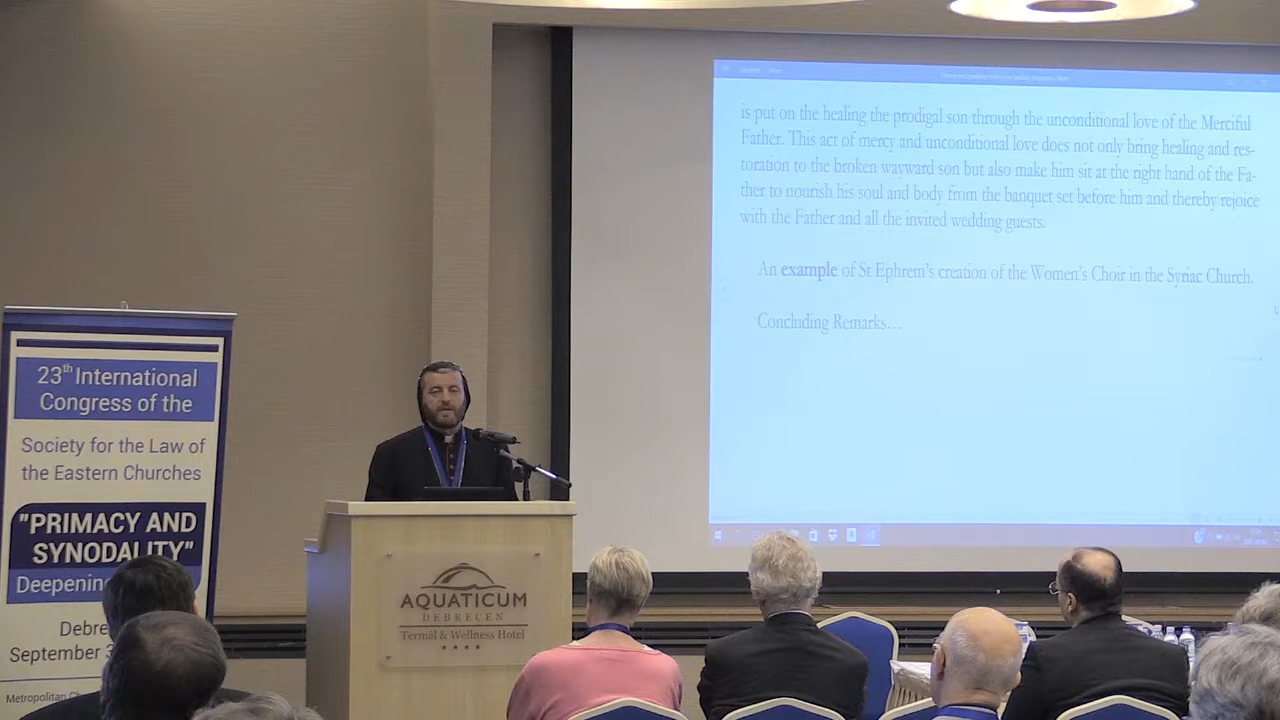 is put on the healing the prodigal son through the unconditional love of the Merciful
Father. This act of mercy and unconditional love does not only bring healing and res-
toration to the broken wayward son but also make him sit at the right hand of the Fa-
ther to nourish his soul and body from the banquet set before him and thereby rejoice
with the Father and all the invited wedding guests.
An example of St Ephrem's creation of the Women's Choir in the Syriac Church.
Concluding Remarks…
23th International
Congress of the
Society for the Law of
the Eastern Churches
"PRIMACY AND
SYNODALITY"
Deepening
Debre
September 3
Metropolitan Ch
AQUATICUM
DEBRECEN
Termál & Wellness Hotel